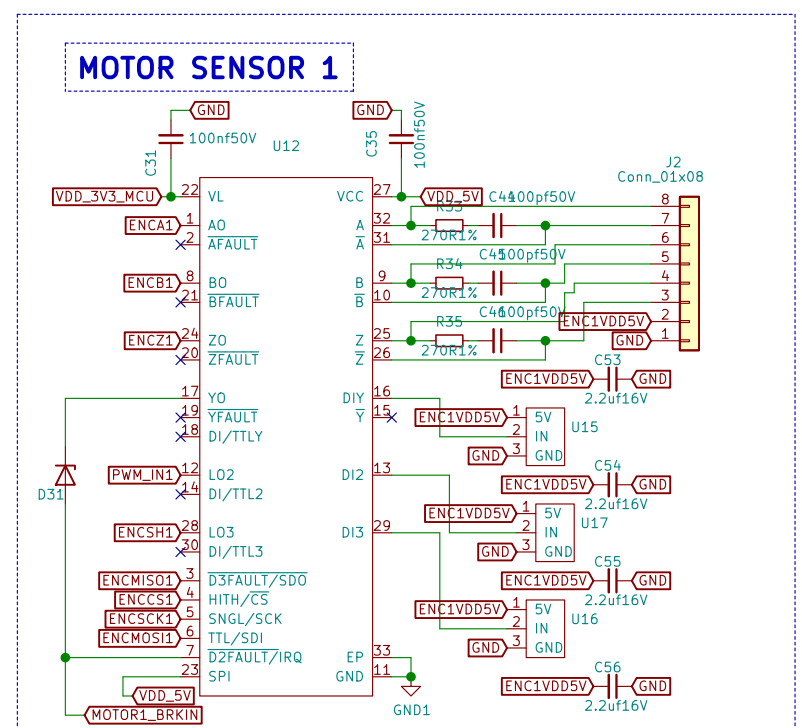 MOTOR SENSOR 1
GND
GND
C31
100nf50V
U12
C35
100nf50V
J2
Conn_01x08
VDD_3V3_MCU
22
VL
VCC
27
VDD_5V
8
ENCA1
1
AO
A
32
R33
270R1%
C44
100pf50V
7
2
AFAULT
A
31
6
ENCB1
8
BO
B
9
R34
270R1%
C45
100pf50V
5
21
BFAULT
B
10
4
3
ENCZ1
24
ZO
Z
25
R35
270R1%
C46
100pf50V
ENC1VDD5V
2
GND
1
20
ZFAULT
Z
26
C53
ENC1VDD5V
GND
2.2uf16V
17
YO
DIY
16
19
YFAULT
Y
15
ENC1VDD5V
1
5V
U15
18
DI/TTLY
2
IN
GND
3
GND
PWM_IN1
12
LO2
DI2
13
C54
ENC1VDD5V
GND
2.2uf16V
D31
14
DI/TTL2
ENC1VDD5V
1
5V
U17
ENCSH1
28
LO3
DI3
29
2
IN
30
DI/TTL3
GND
3
GND
C55
ENC1VDD5V
GND
2.2uf16V
ENCMISO1
3
D3FAULT/SDO
ENCCS1
4
HITH/CS
ENC1VDD5V
1
5V
U16
ENCSCK1
5
SNGL/SCK
2
IN
ENCMOSI1
6
TTL/SDI
GND
3
GND
7
D2FAULT/IRQ
EP
33
23
SPI
GND
11
C56
ENC1VDD5V
GND
2.2uf16V
VDD_5V
MOTOR1_BRKIN
GND1